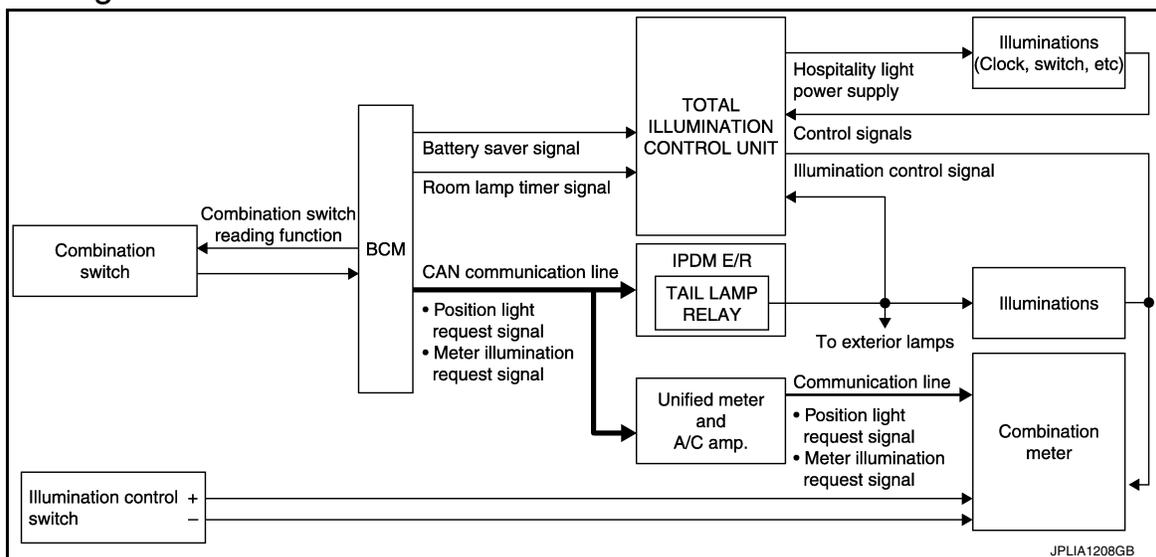 Illuminations
(Clock, switch, etc)
Hospitality light
power supply
TOTAL
ILLUMINATION
CONTROL UNIT
Control signals
Battery saver signal
Illumination control signal
Room lamp timer signal
Combination switch
reading function
Combination
switch
BCM
CAN communication line
• Position light
request signal
• Meter illumination
request signal
IPDM E/R
TAIL LAMP
RELAY
Illuminations
To exterior lamps
Unified meter
and
A/C amp.
Communication line
• Position light
request signal
• Meter illumination
request signal
Combination
meter
Illumination control +
switch −
JPLIA1208GB